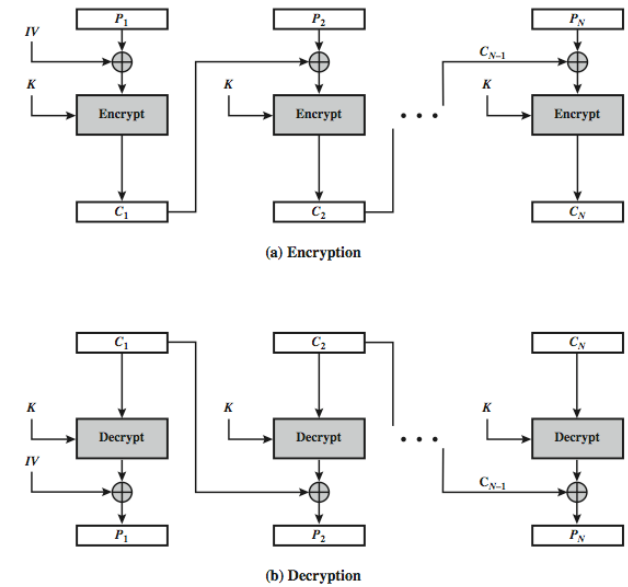 P1 P2 PN
IV
CN–1
K K K
Encrypt Encrypt • • • Encrypt
C1 C2 CN
(a) Encryption
C1 C2 CN
K K K
Decrypt Decrypt • • • Decrypt
IV
CN–1
P1 P2 PN
(b) Decryption